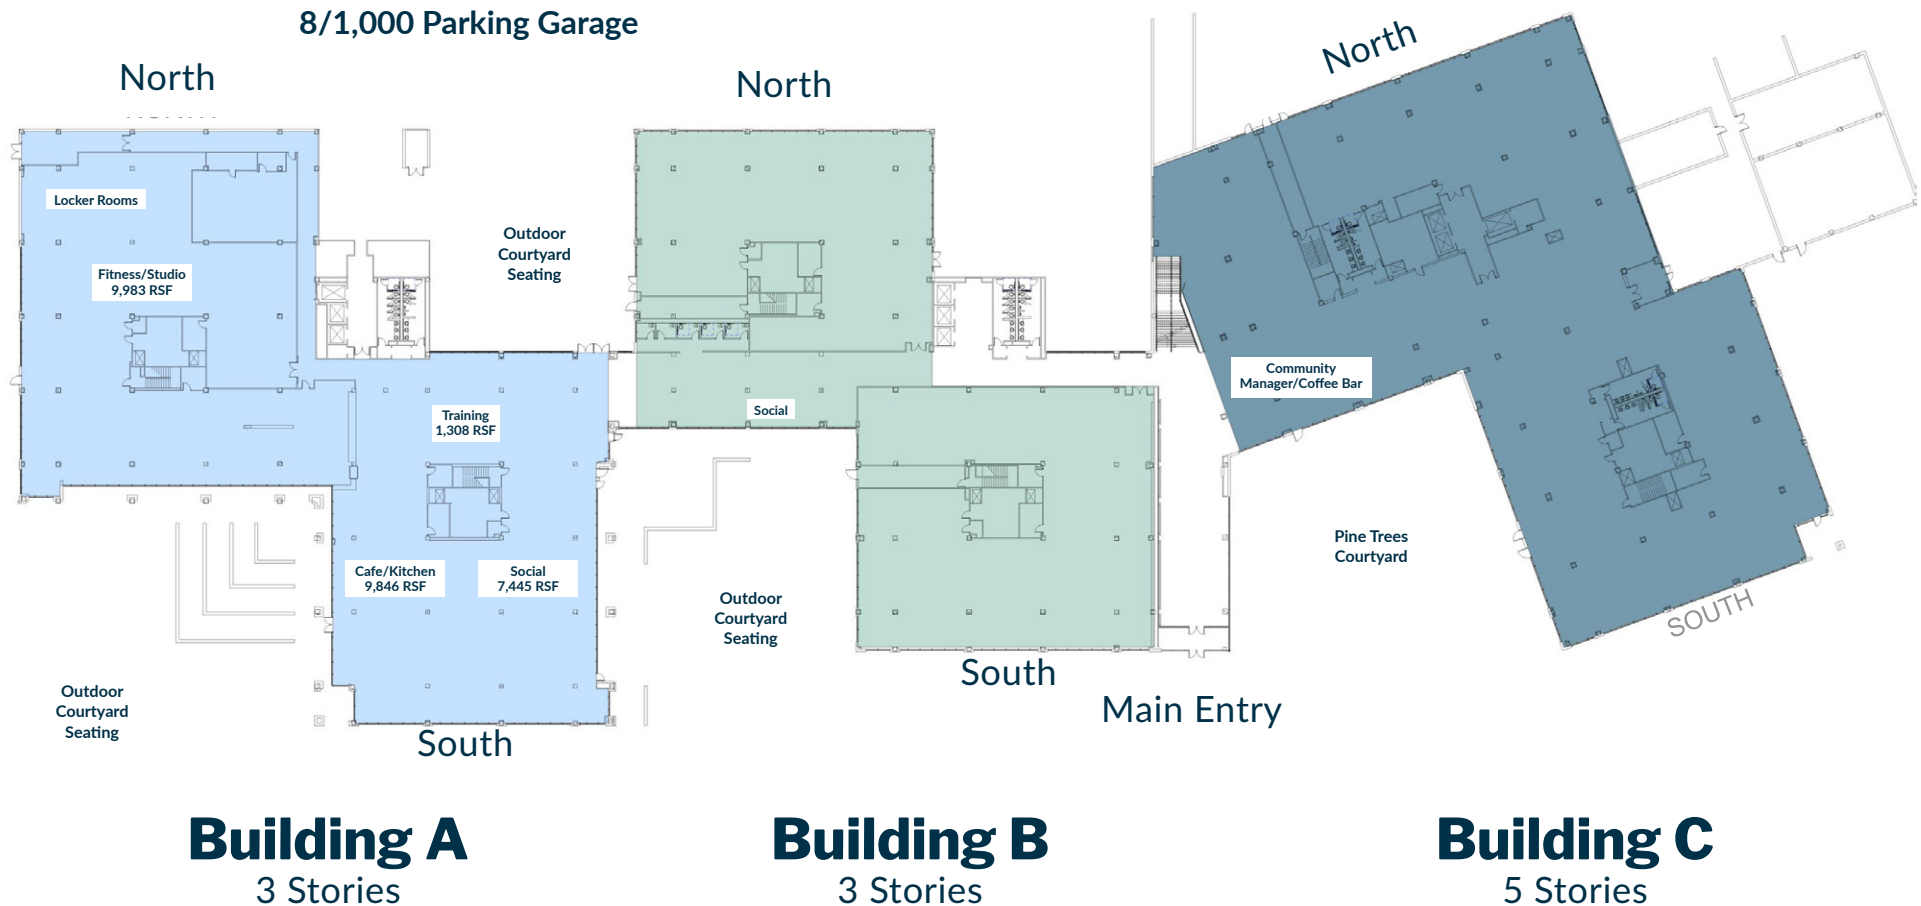 8/1,000 Parking Garage
North
North
North
Locker Rooms
Fitness/Studio
9,983 RSF
Outdoor
Courtyard
Seating
Training
1,308 RSF
Social
Community
Manager/Coffee Bar
Cafe/Kitchen
9,846 RSF
Social
7,445 RSF
Outdoor
Courtyard
Seating
Pine Trees
Courtyard
SOUTH
Outdoor
Courtyard
Seating
South
South
Main Entry
Building A
3 Stories
Building B
3 Stories
Building C
5 Stories